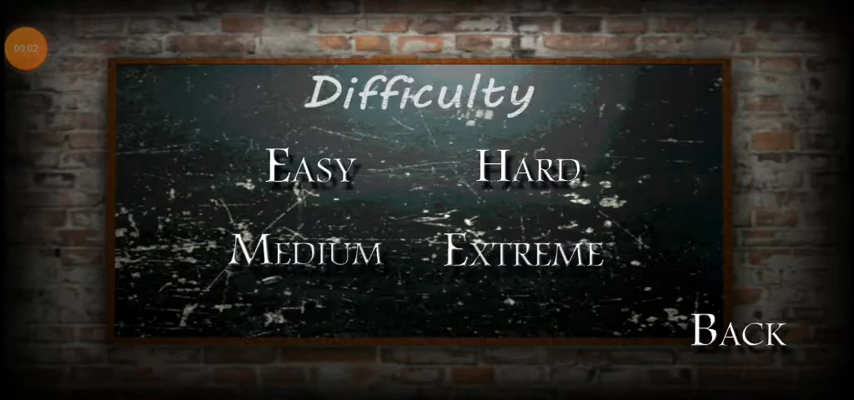 00:02
Difficulty
EASY HARD
MEDIUM EXTREME
BACK